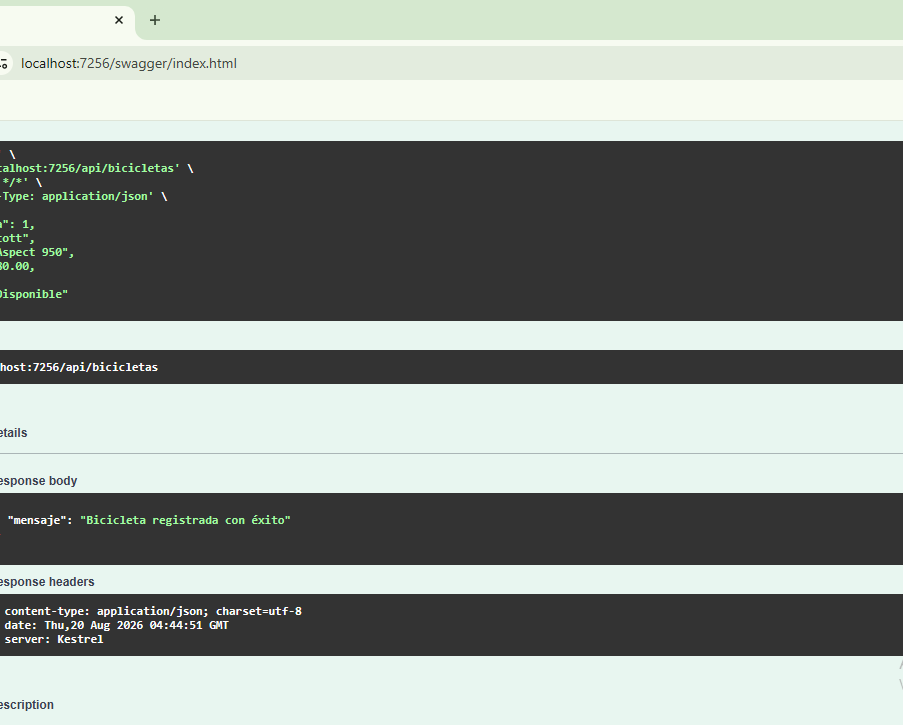 localhost:7256/swagger/index.html
' \
calhost:7256/api/bicicletas' \
*/*' \
-Type: application/json' \
": 1,
cott",
Aspect 950",
80.00,
Disponible"
host:7256/api/bicicletas
etails
esponse body
"mensaje": "Bicicleta registrada con éxito"
esponse headers
content-type: application/json; charset=utf-8
date: Thu,20 Aug 2026 04:44:51 GMT
server: Kestrel
escription